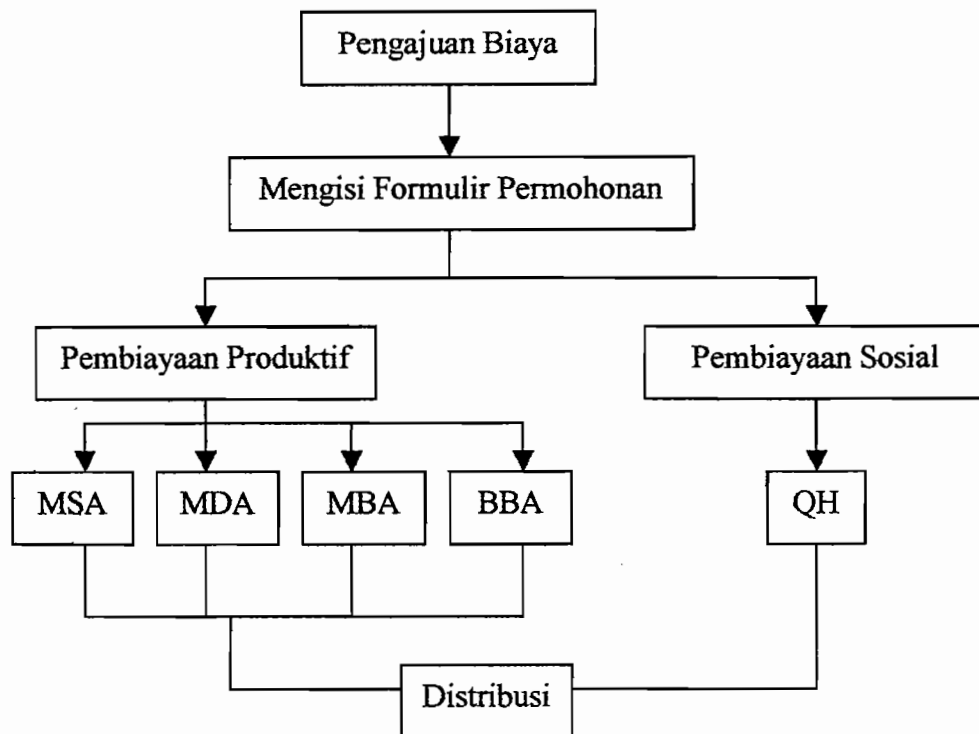 Pengajuan Biaya
Mengisi Formulir Permohonan
Pembiayaan Produktif
Pembiayaan Sosial
MSA
MDA
MBA
BBA
QH
Distribusi